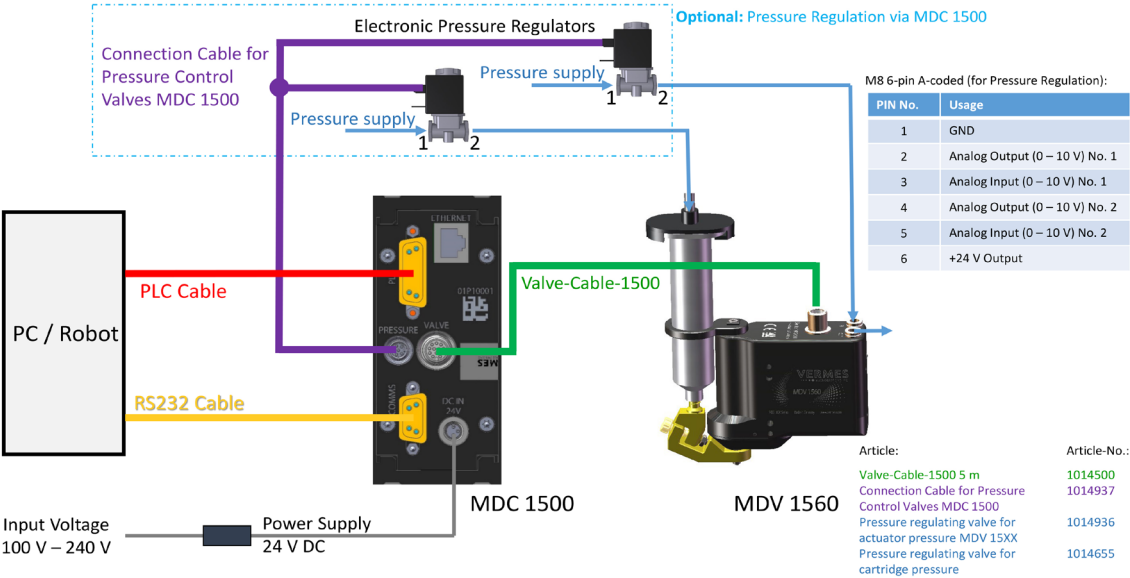 Optional: Pressure Regulation via MDC 1500
Electronic Pressure Regulators
Connection Cable for
Pressure Control
Valves MDC 1500
Pressure supply
1
2
Pressure supply
1
2
M8 6-pin A-coded (for Pressure Regulation):
PIN No. Usage
1 GND
2 Analog Output (0 – 10 V) No. 1
3 Analog Input (0 – 10 V) No. 1
4 Analog Output (0 – 10 V) No. 2
5 Analog Input (0 – 10 V) No. 2
6 +24 V Output
PC / Robot
PLC Cable
RS232 Cable
ETHERNET
01P10001
PRESSURE
VALVE
MES
COMMS
DC IN
24V
MDC 1500
Valve-Cable-1500
VERMES
MDV 1560
MDV 1560
Input Voltage
100 V – 240 V
Power Supply
24 V DC
Article: Article-No.:
Valve-Cable-1500 5 m 1014500
Connection Cable for Pressure 1014937
Control Valves MDC 1500
Pressure regulating valve for 1014936
actuator pressure MDV 15XX
Pressure regulating valve for 1014655
cartridge pressure